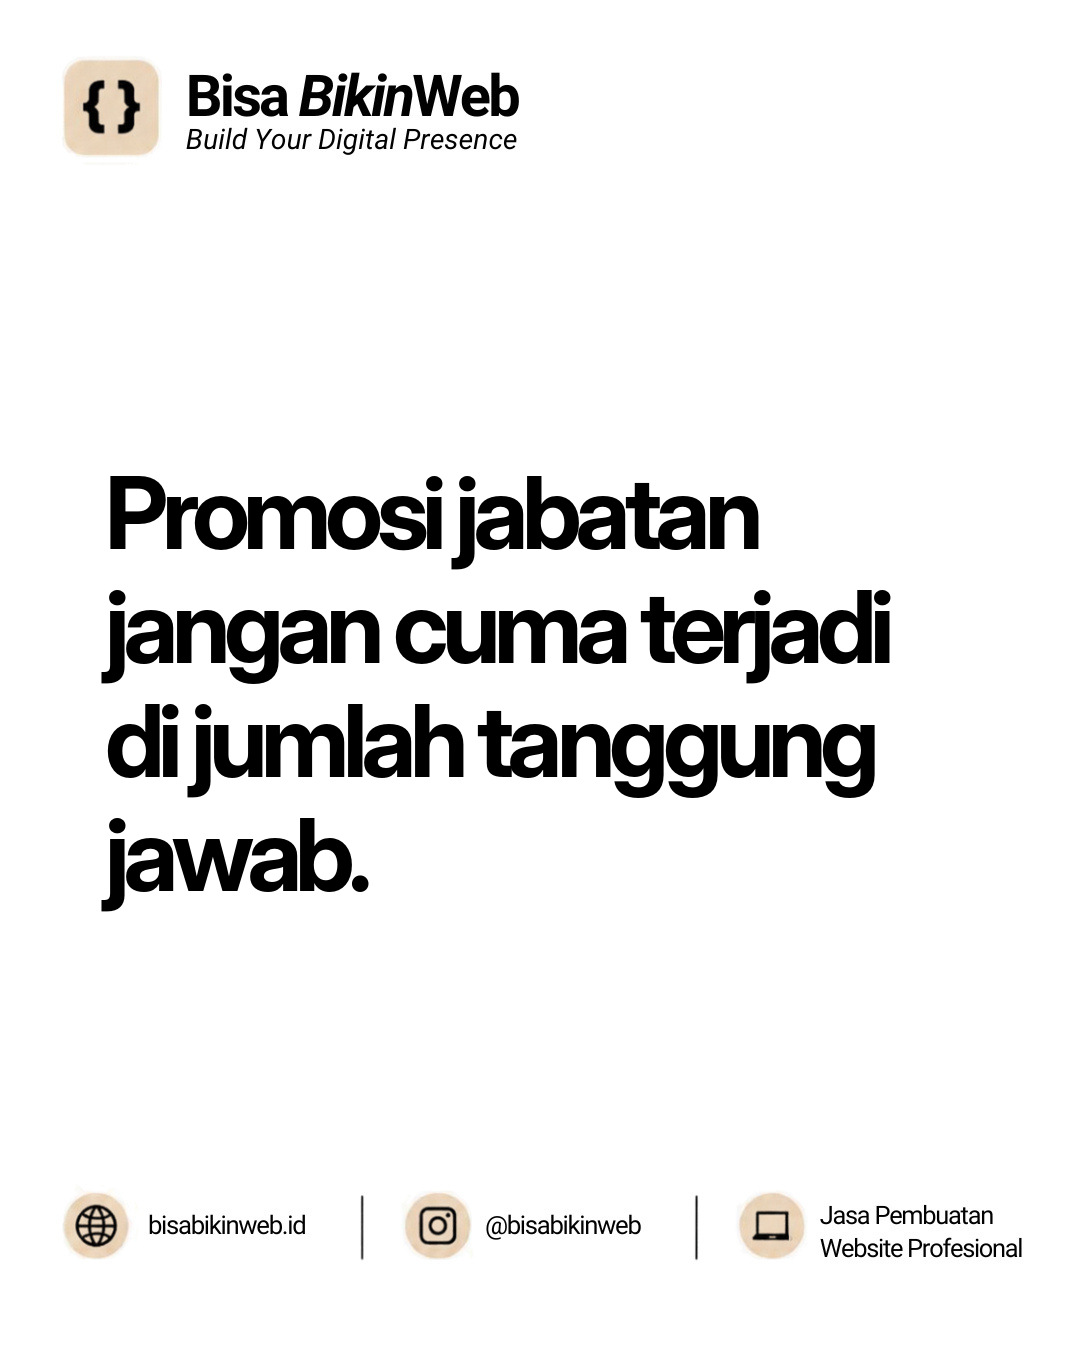 { }
Bisa BikinWeb
Build Your Digital Presence
Promosi jabatan
jangan cuma terjadi
di jumlah tanggung
jawab.
bisabikinweb.id
@bisabikinweb
Jasa Pembuatan
Website Profesional